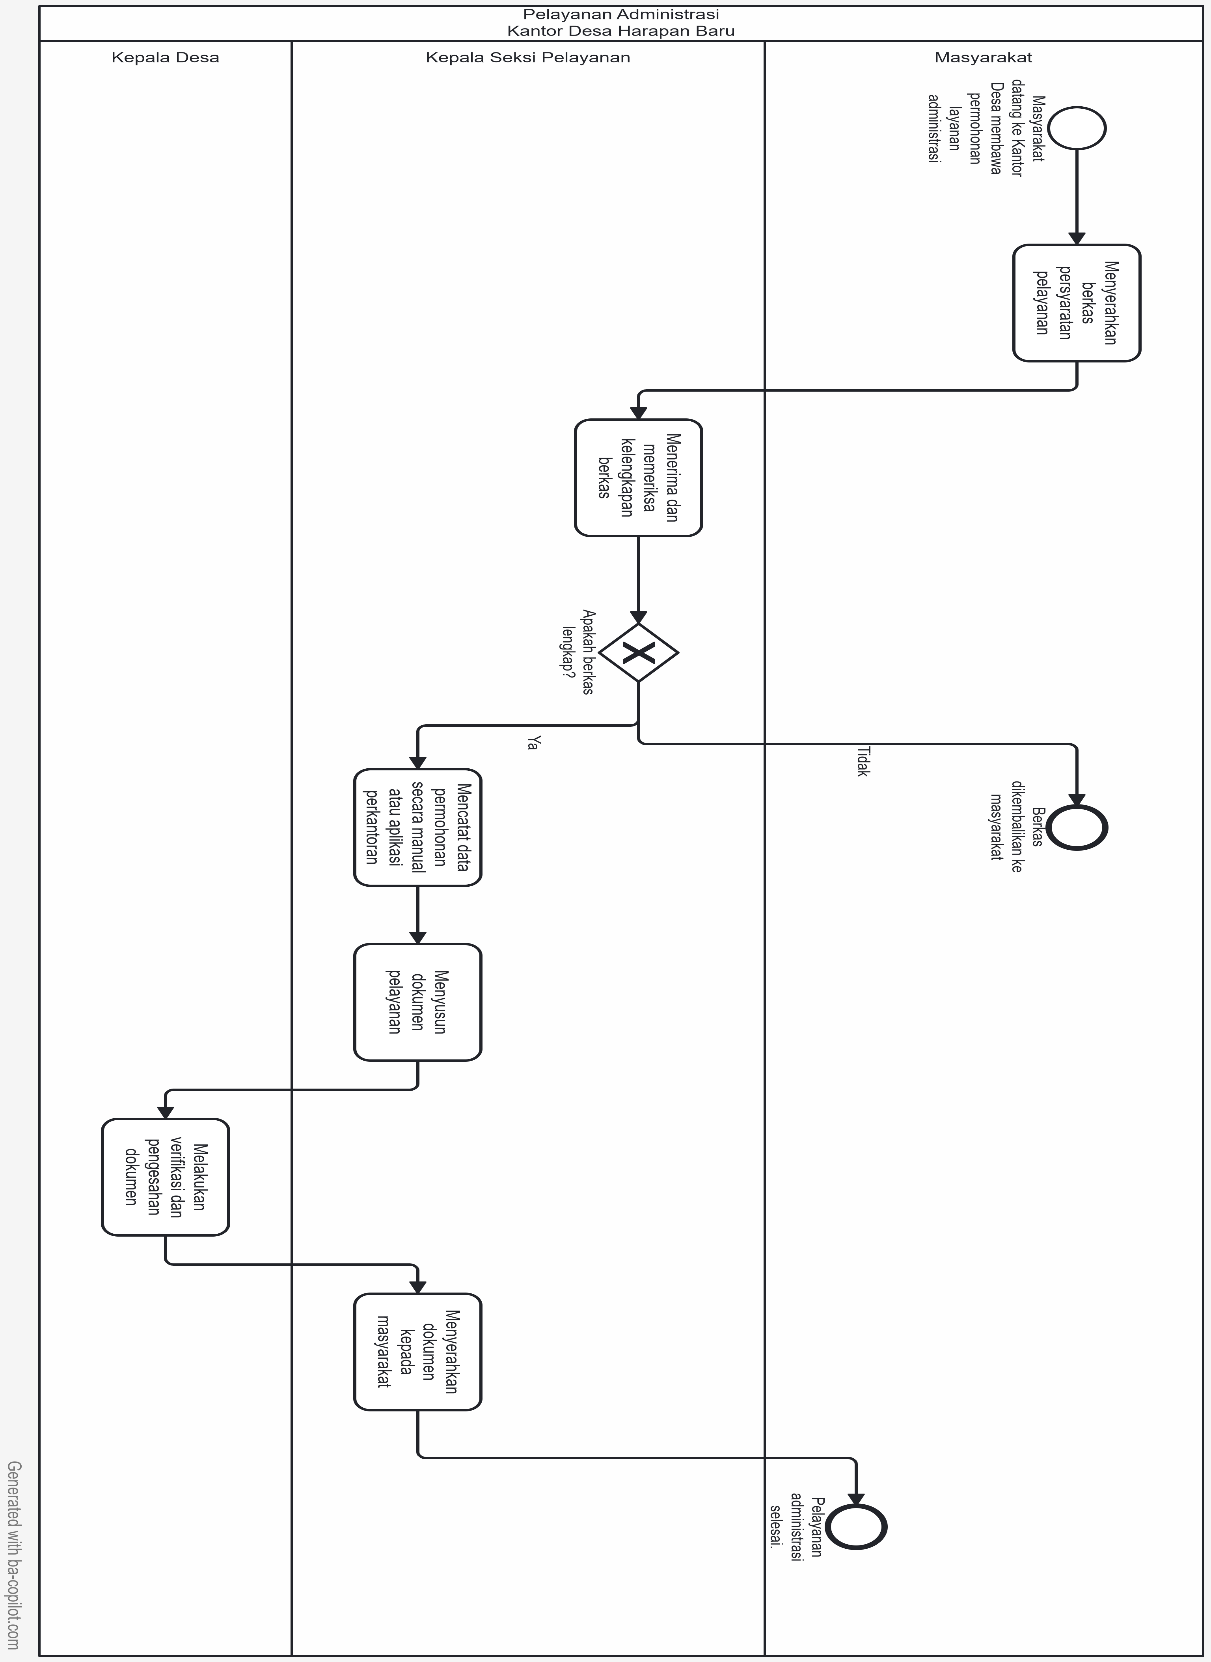 Pelayanan Administrasi
Kantor Desa Harapan Baru
Kepala Desa
Kepala Seksi Pelayanan
Masyarakat
Masyarakat
datang ke Kantor
Desa membawa
permohonan
layanan
administrasi
Menyerahkan
berkas
persyaratan
pelayanan
Menerima dan
memeriksa
kelengkapan
berkas
Apakah berkas
lengkap?
Ya
Tidak
Berkas
dikembalikan ke
masyarakat
Mencatat data
permohonan
secara manual
atau aplikasi
perkantoran
Menyusun
dokumen
pelayanan
Melakukan
verifikasi dan
pengesahan
dokumen
Menyerahkan
dokumen
kepada
masyarakat
Pelayanan
administrasi
selesai.
Generated with ba-copilot.com